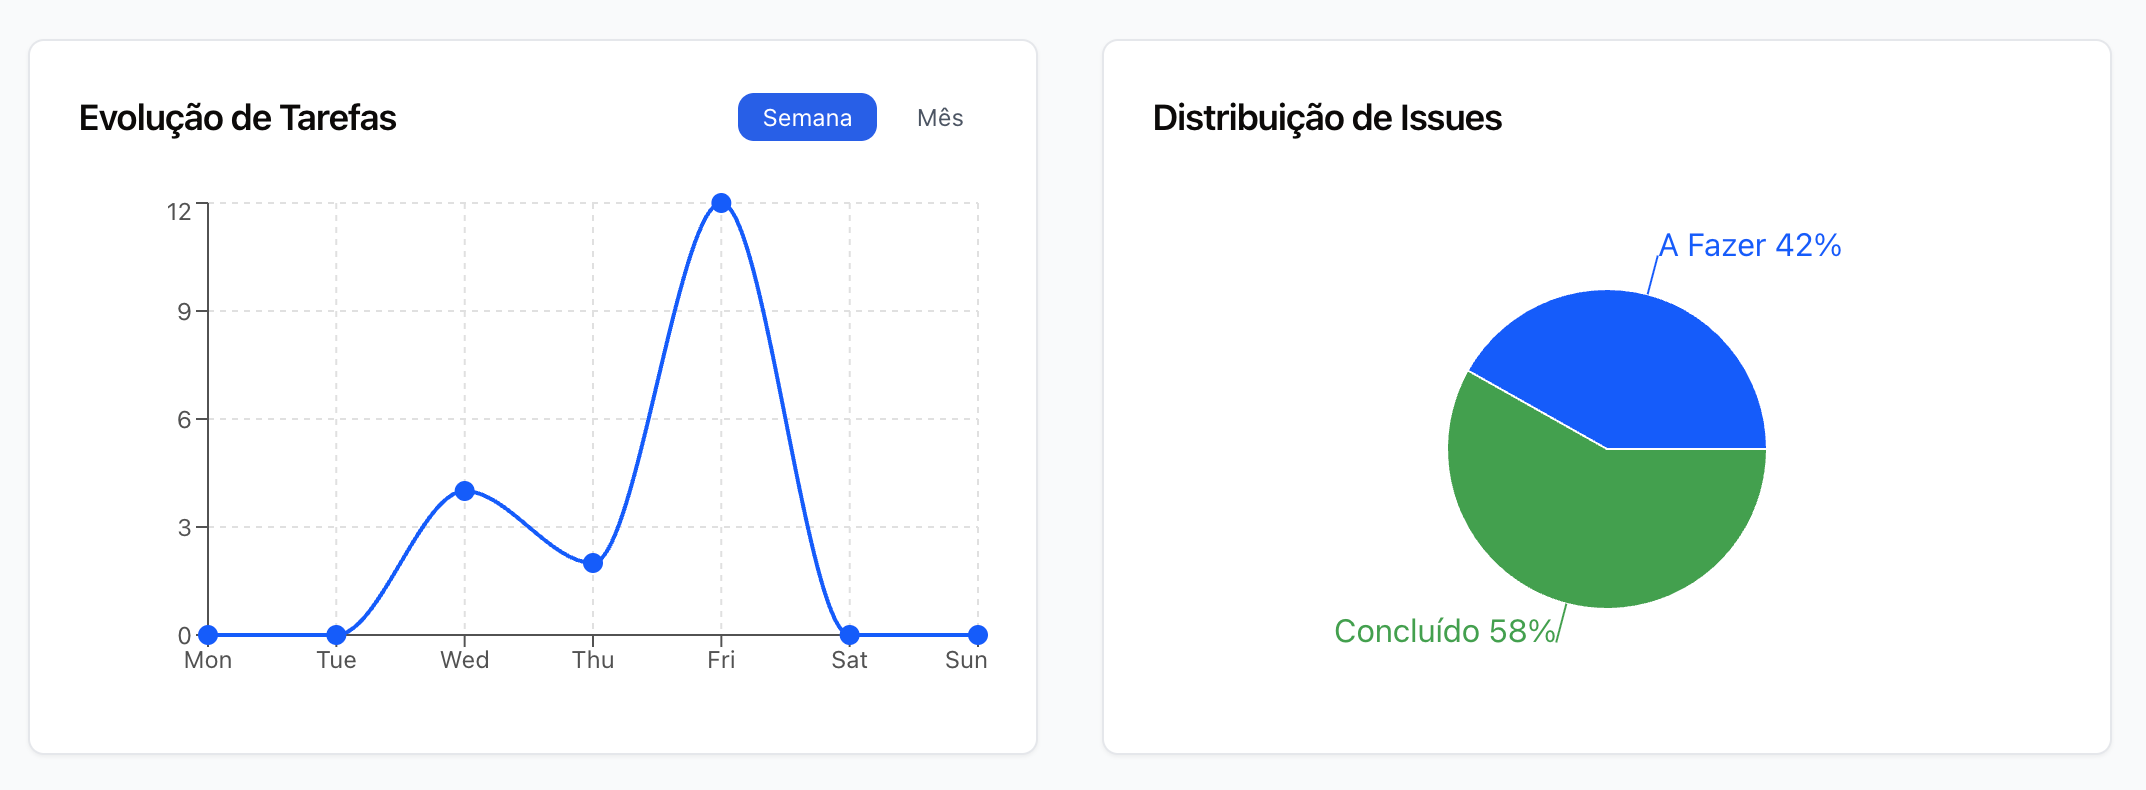 Evolução de Tarefas
Semana
Mês
12
9
6
3
0
Mon Tue Wed Thu Fri Sat Sun
Distribuição de Issues
A Fazer 42%
Concluído 58%